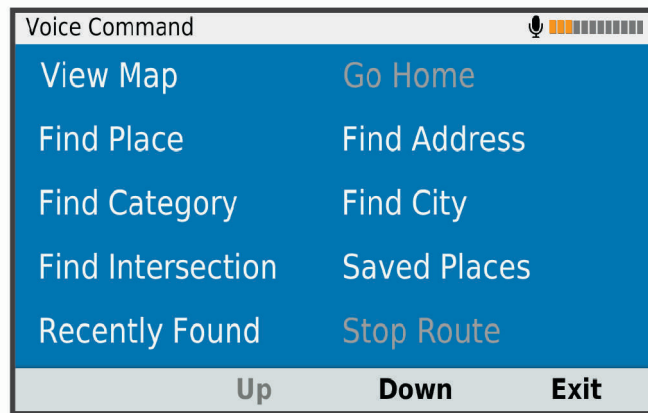 Voice Command
View Map Go Home
Find Place Find Address
Find Category Find City
Find Intersection Saved Places
Recently Found Stop Route
Up Down Exit